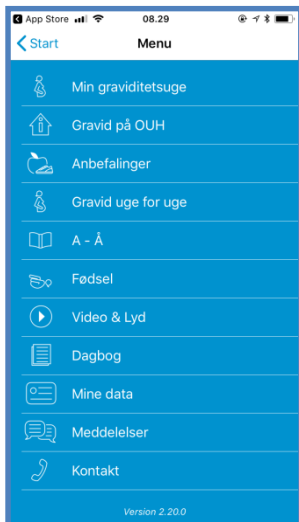 App Store 08.29
Start Menu
Min graviditetsuge
Gravid på OUH
Anbefalinger
Gravid uge for uge
A - Å
Fødsel
Video & Lyd
Dagbog
Mine data
Meddelelser
Kontakt
Version 2.20.0